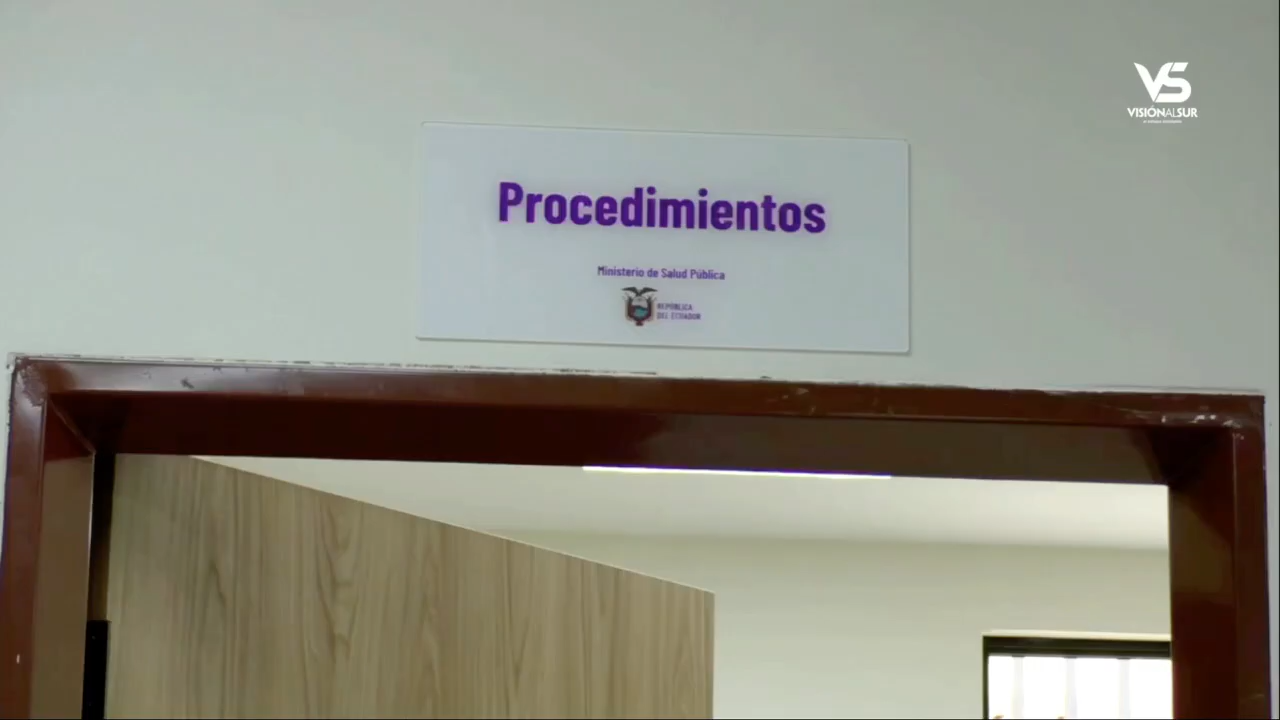 VS
VISIÓNALSUR
Procedimientos
Ministerio de Salud Pública
REPÚBLICA
DEL ECUADOR